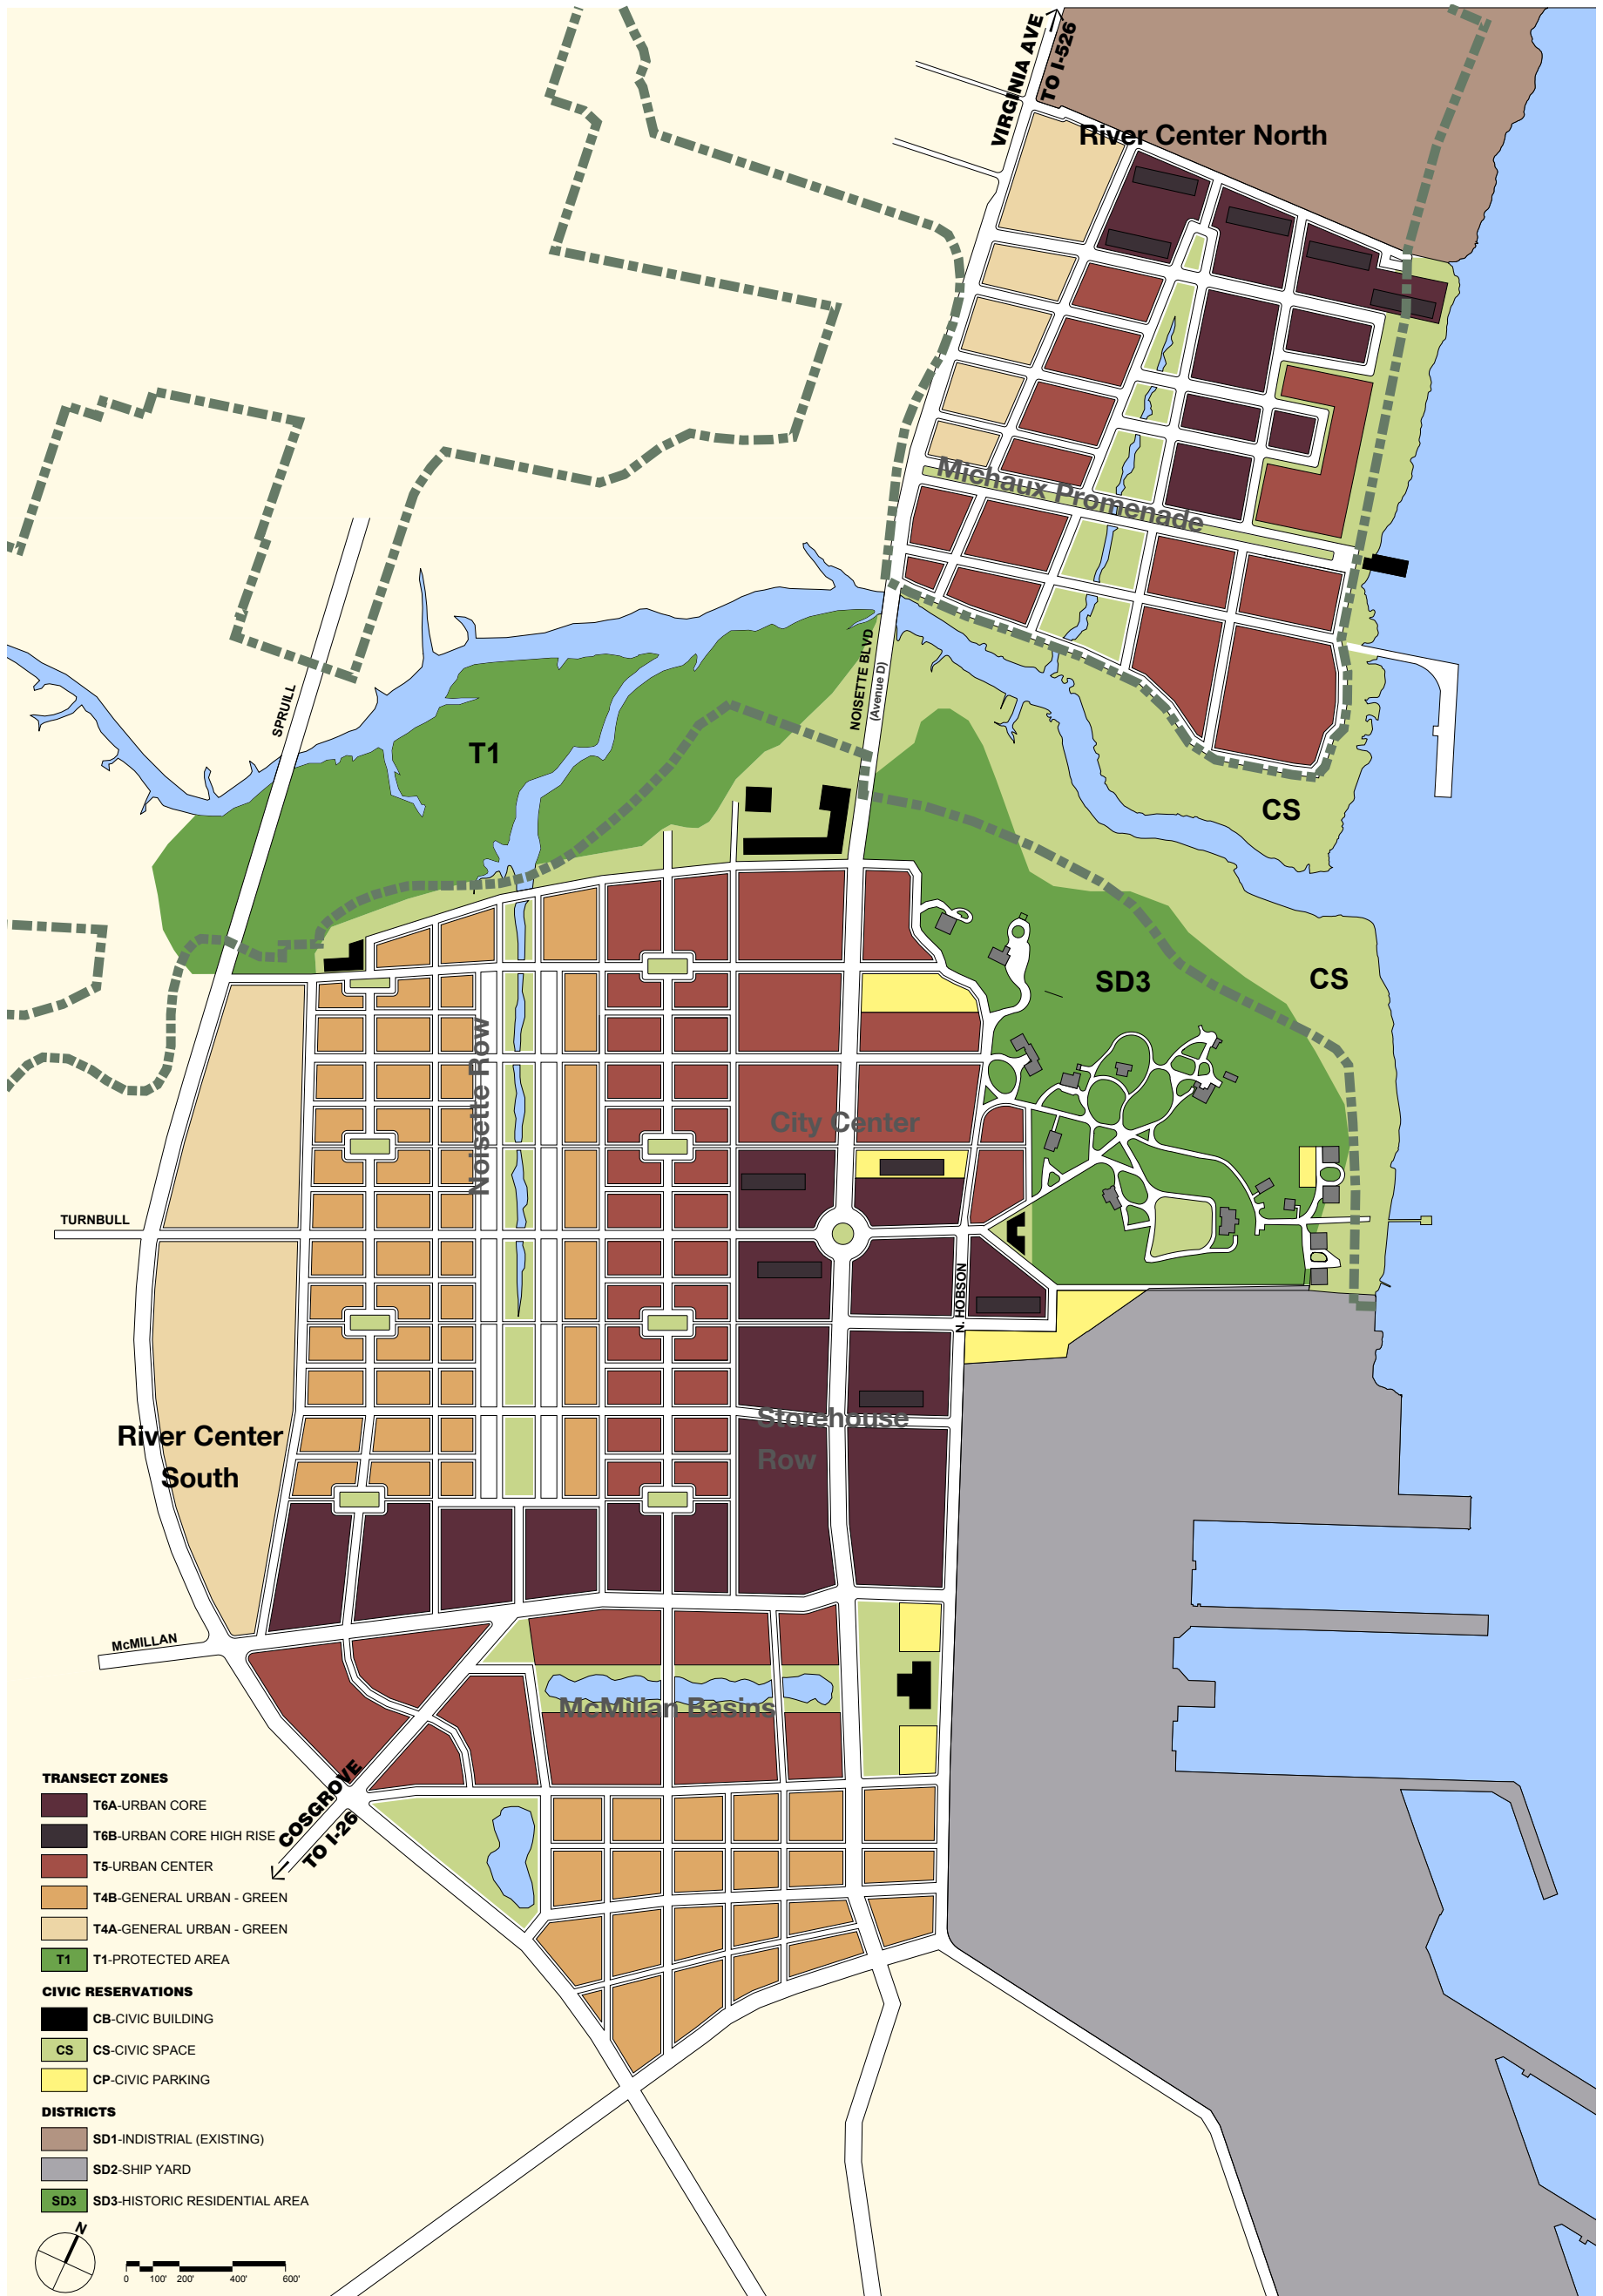 VIRGINIA AVE
TO I-526
River Center North
Michaux Promenade
SPRUILL
NOISETTE BLVD
(Avenue D)
T1
CS
SD3
CS
Noisette Row
City Center
TURNBULL
N. HOBSON
Storehouse
Row
River Center
South
McMILLAN
McMillan Basins
COSGROVE
TO I-26
TRANSECT ZONES
T6A-URBAN CORE
T6B-URBAN CORE HIGH RISE
T5-URBAN CENTER
T4B-GENERAL URBAN - GREEN
T4A-GENERAL URBAN - GREEN
T1 T1-PROTECTED AREA
CIVIC RESERVATIONS
CB-CIVIC BUILDING
CS CS-CIVIC SPACE
CP-CIVIC PARKING
DISTRICTS
SD1-INDISTRIAL (EXISTING)
SD2-SHIP YARD
SD3 SD3-HISTORIC RESIDENTIAL AREA
N
0 100' 200' 400' 600'